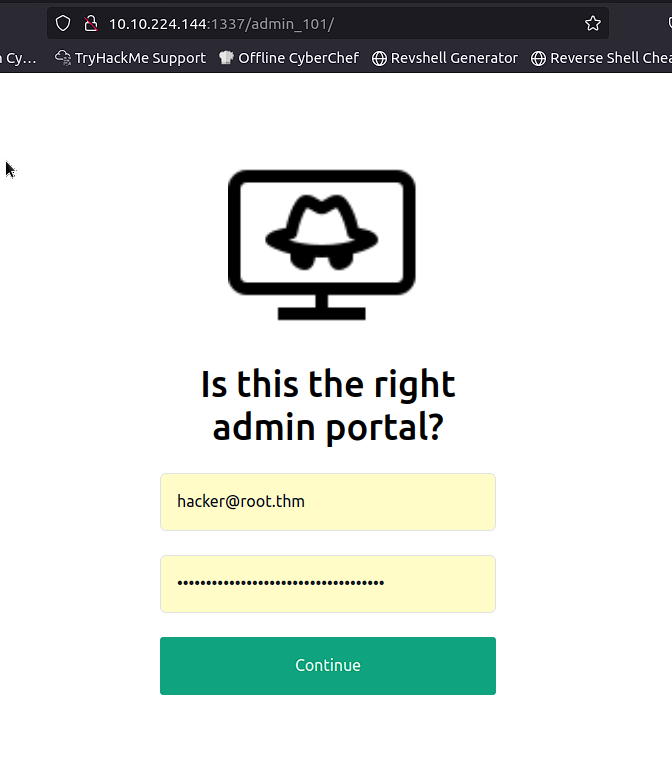 10.10.224.144:1337/admin_101/
n Cy… TryHackMe Support Offline CyberChef Revshell Generator Reverse Shell Chea
Is this the right
admin portal?
hacker@root.thm
••••••••••••••••••••••••••••••••••••
Continue